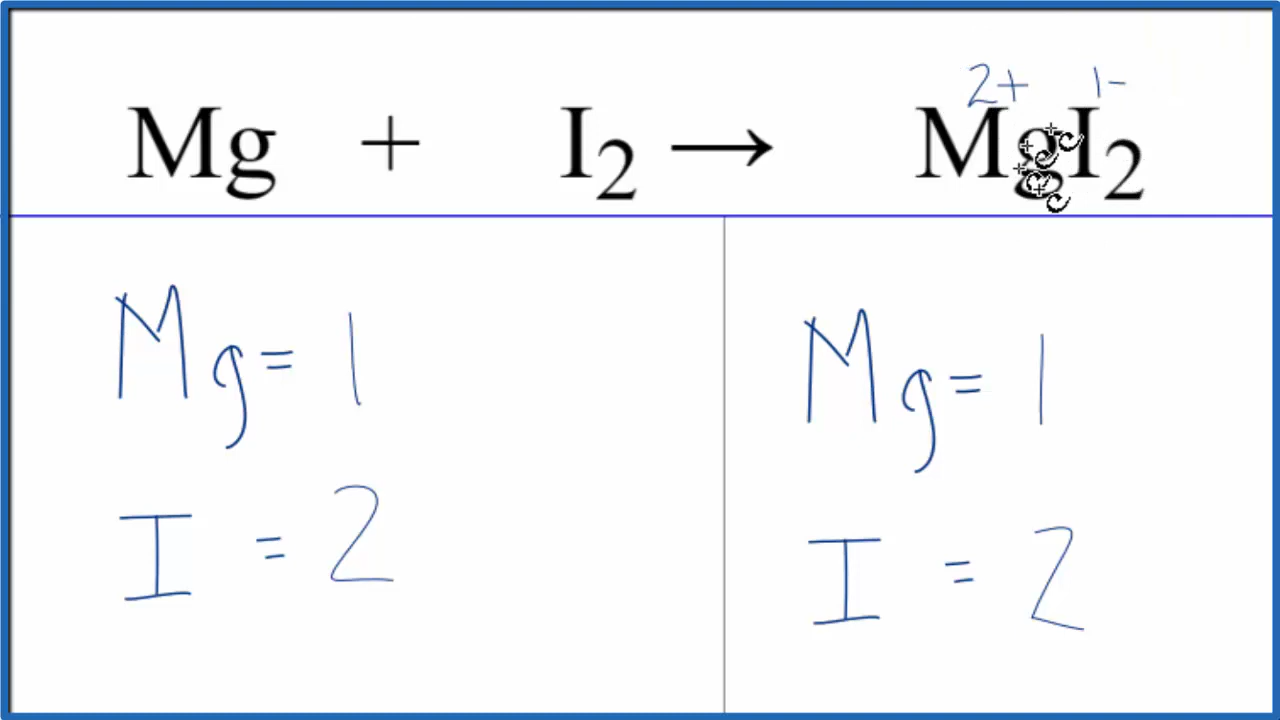 2+ 1-
Mg + I₂ → MgI₂
Mg = 1
I = 2
Mg = 1
I = 2